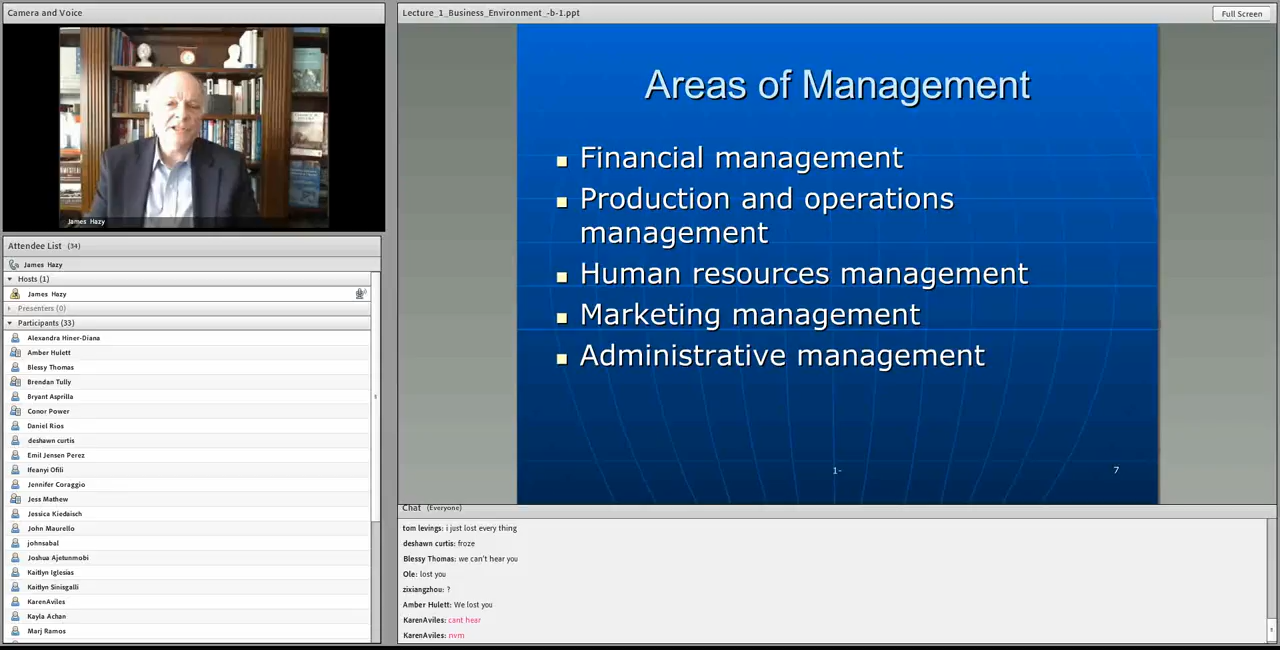 Camera and Voice
James Hazy
Attendee List (34)
James Hazy
Hosts (1)
James Hazy
Presenters (0)
Participants (33)
Alexandra Hiner-Diana
Amber Hulett
Blessy Thomas
Brendan Tully
Bryant Asprilla
Conor Power
Daniel Rios
deshawn curtis
Emil Jensen Perez
Ifeanyi Ofili
Jennifer Coraggio
Jess Mathew
Jessica Kiedaisch
John Maurello
johnsabal
Joshua Ajetunmobi
Kaitlyn Iglesias
Kaitlyn Sinisgalli
KarenAviles
Kayla Achan
Marj Ramos
Lecture_1_Business_Environment_-b-1.ppt
Full Screen
Areas of Management
Financial management
Production and operations
management
Human resources management
Marketing management
Administrative management
1-
7
Chat (Everyone)
tom levings: i just lost every thing
deshawn curtis: froze
Blessy Thomas: we can't hear you
Ole: lost you
zixiangzhou: ?
Amber Hulett: We lost you
KarenAviles: cant hear
KarenAviles: nvm